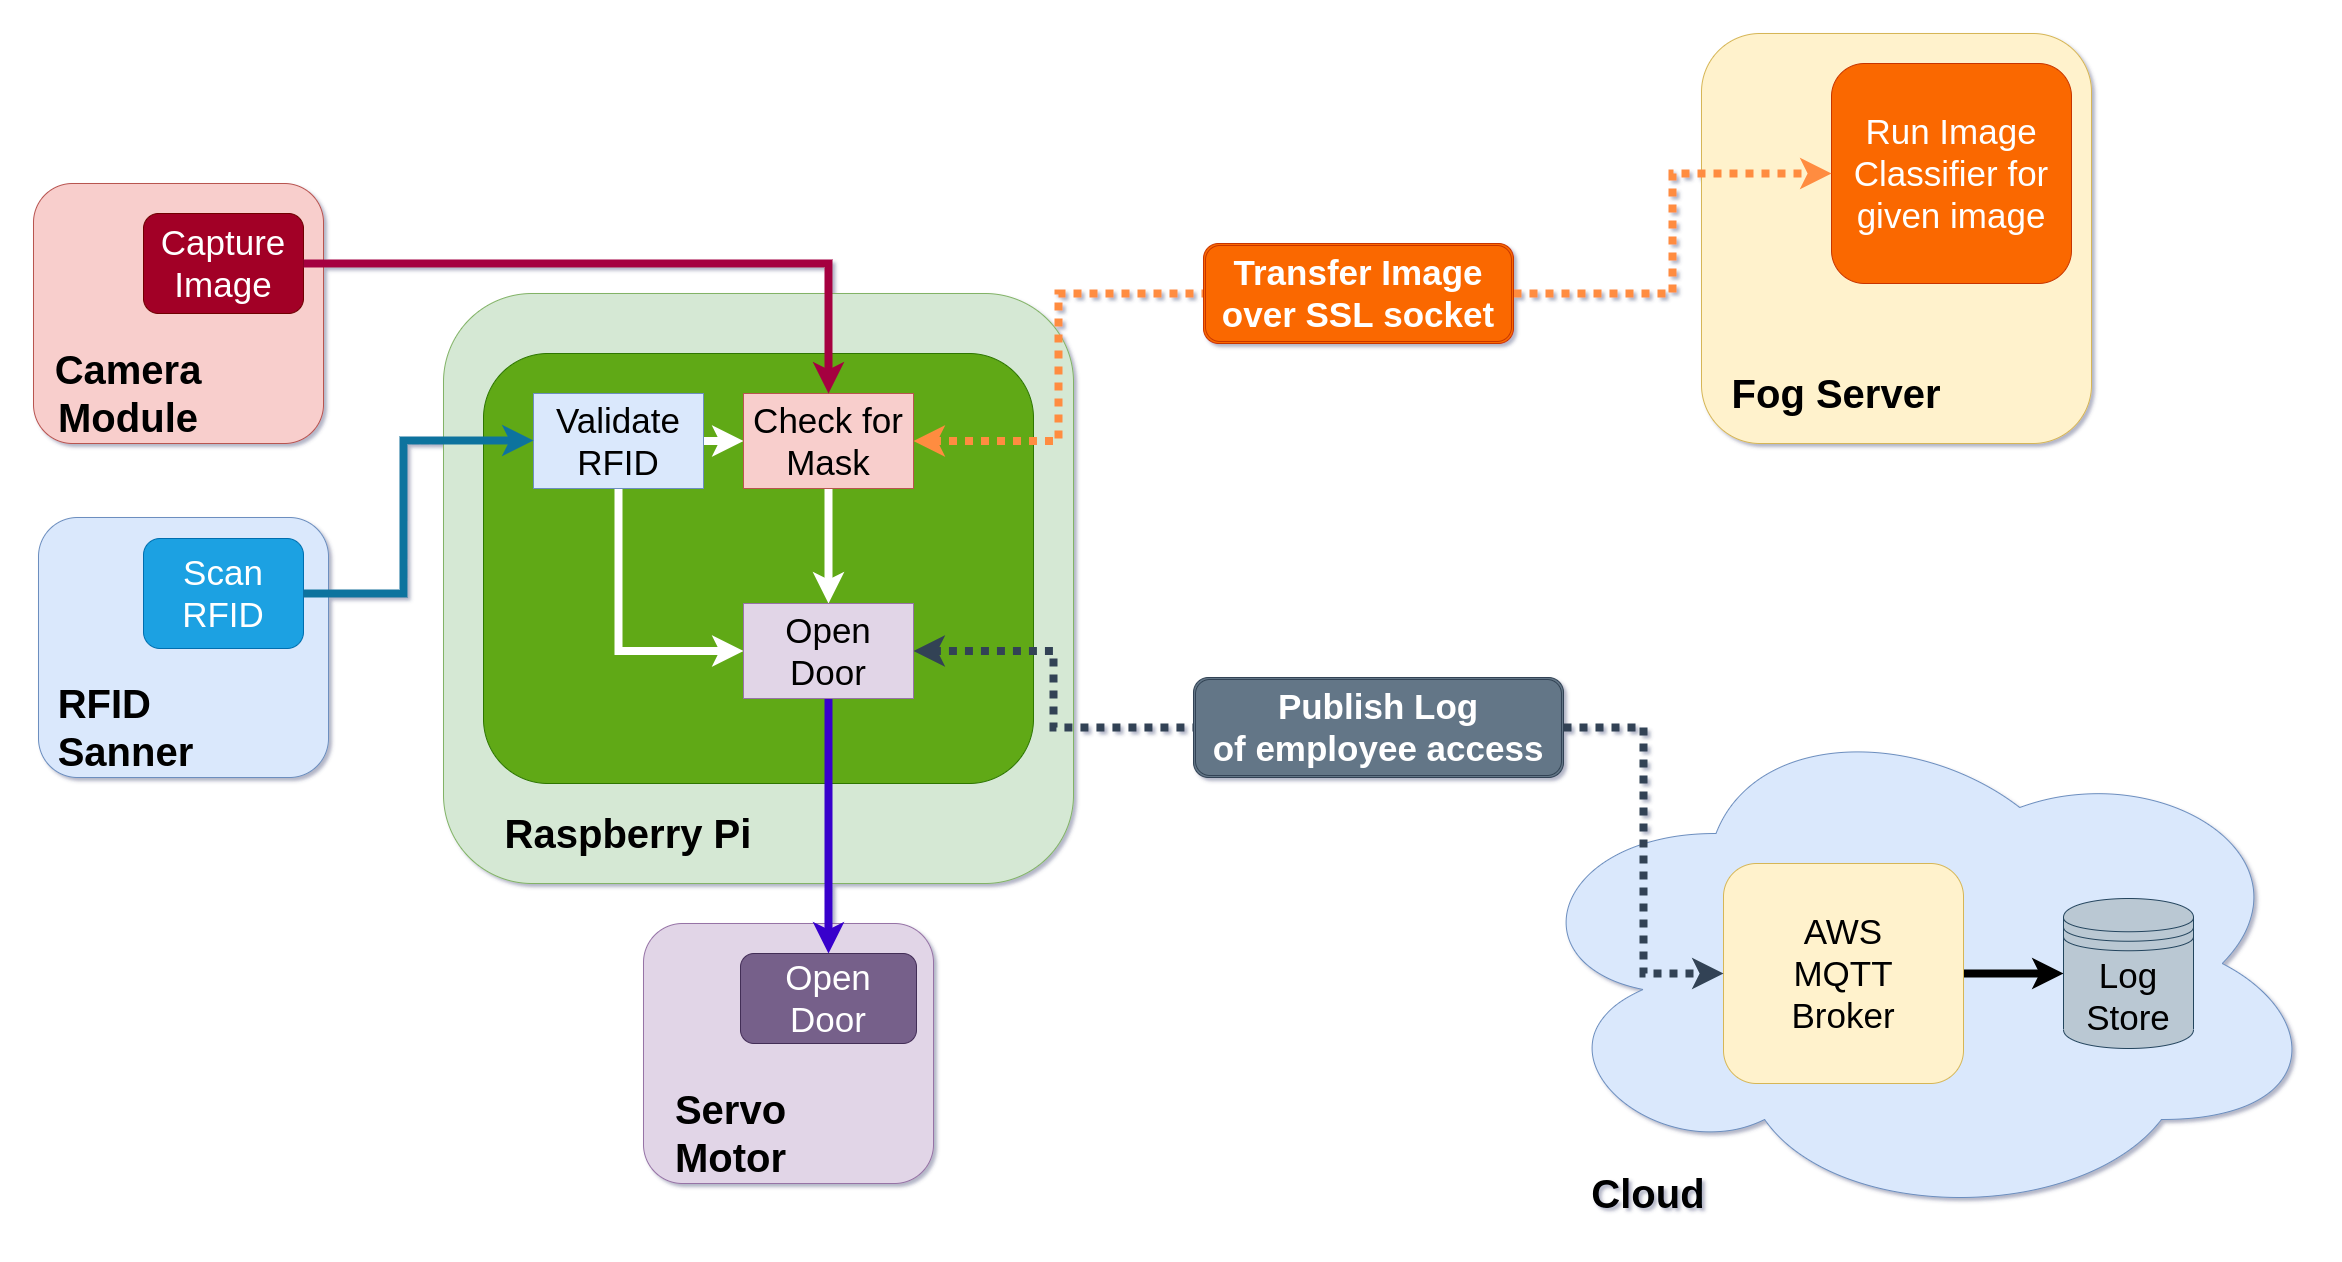 Capture
Image
Camera
Module
Scan
RFID
RFID
Sanner
Validate
RFID
Check for
Mask
Open
Door
Raspberry Pi
Open
Door
Servo
Motor
Transfer Image
over SSL socket
Run Image
Classifier for
given image
Fog Server
Publish Log
of employee access
AWS
MQTT
Broker
Log
Store
Cloud